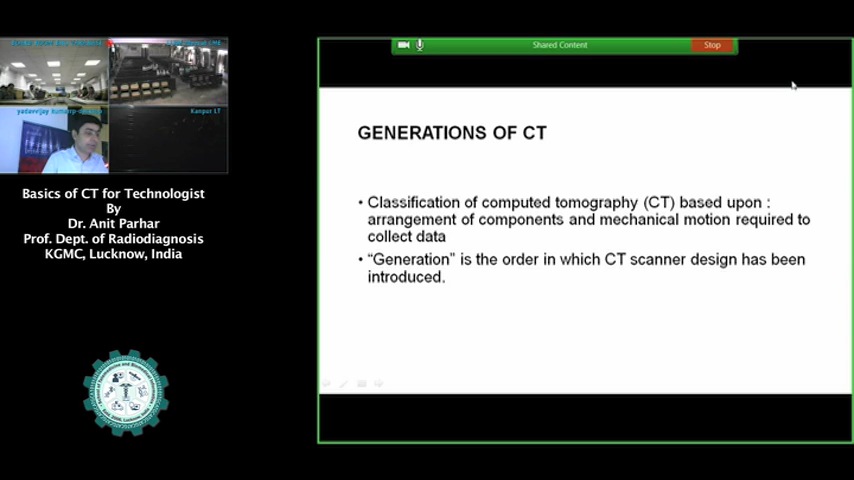 Kanpur LT
Basics of CT for Technologist
By
Dr. Anit Parhar
Prof. Dept. of Radiodiagnosis
KGMC, Lucknow, India
Shared Content
Stop
GENERATIONS OF CT
• Classification of computed tomography (CT) based upon :
arrangement of components and mechanical motion required to
collect data
• “Generation” is the order in which CT scanner design has been
introduced.